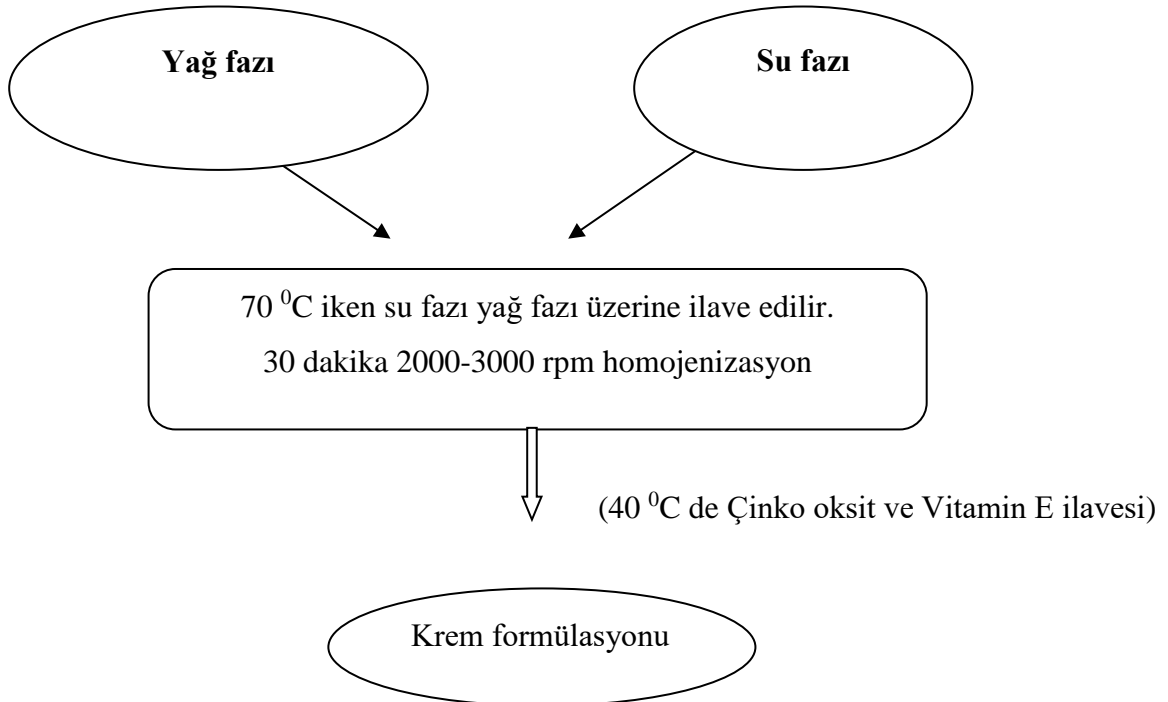 Yağ fazı
Su fazı
70 ⁰C iken su fazı yağ fazı üzerine ilave edilir.
30 dakika 2000-3000 rpm homojenizasyon
(40 ⁰C de Çinko oksit ve Vitamin E ilavesi)
Krem formülasyonu